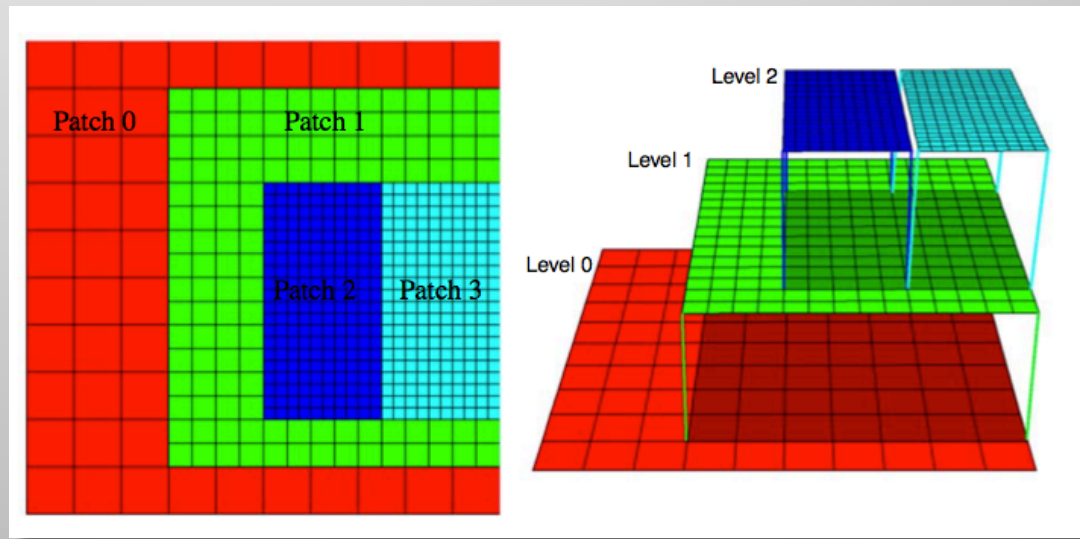 Patch 0
Patch 1
Patch 2
Patch 3
Level 2
Level 1
Level 0